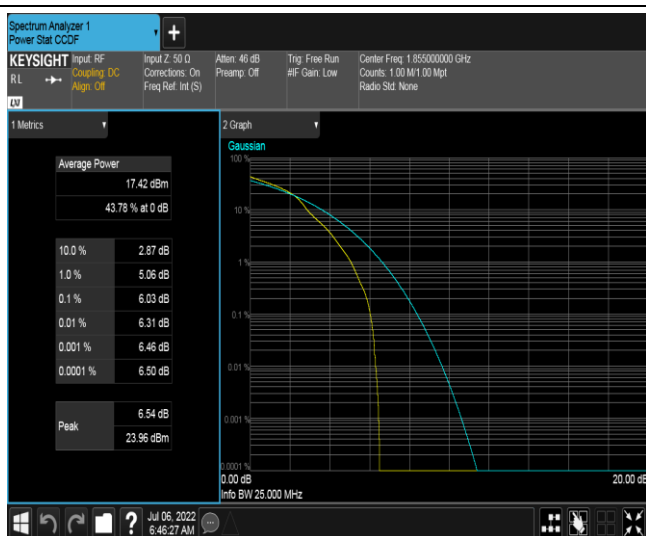 Spectrum Analyzer 1
Power Stat CCDF
+
KEYSIGHT
RL
LXI
Input: RF
Coupling: DC
Align: Off
Input Z: 50 Ω
Corrections: On
Freq Ref: Int (S)
Atten: 46 dB
Preamp: Off
Trig: Free Run
#IF Gain: Low
Center Freq: 1.855000000 GHz
Counts: 1.00 M/1.00 Mpt
Radio Std: None
1 Metrics
Average Power
17.42 dBm
43.78 % at 0 dB
10.0 % 2.87 dB
1.0 % 5.06 dB
0.1 % 6.03 dB
0.01 % 6.31 dB
0.001 % 6.46 dB
0.0001 % 6.50 dB
Peak
6.54 dB
23.96 dBm
2 Graph
Gaussian
100 %
10 %
1 %
0.1 %
0.01 %
0.001 %
0.0001 %
0.00 dB 20.00 dB
Info BW 25.000 MHz
?
Jul 06, 2022
6:46:27 AM